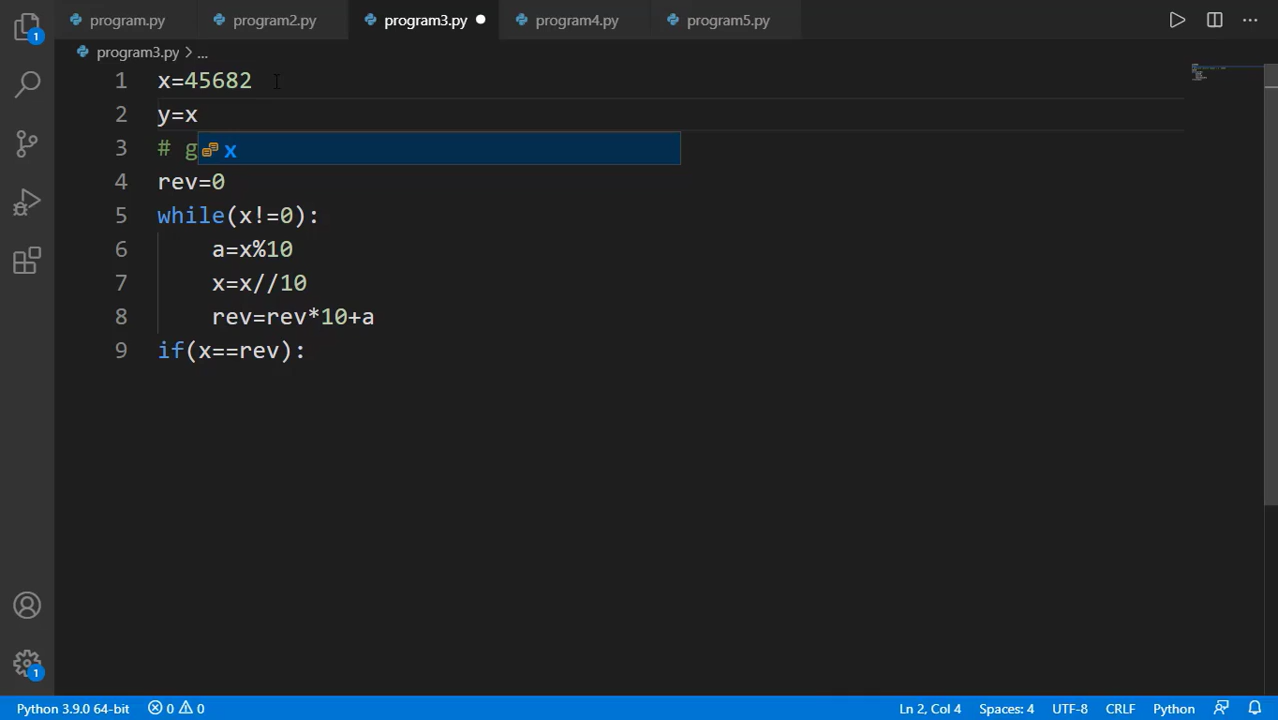 program.py program2.py program3.py program4.py program5.py
program3.py > ...
1 x=45682
2 y=x
3 # g x
4 rev=0
5 while(x!=0):
6 a=x%10
7 x=x//10
8 rev=rev*10+a
9 if(x==rev):
1
1
Python 3.9.0 64-bit 0 0 Ln 2, Col 4 Spaces: 4 UTF-8 CRLF Python